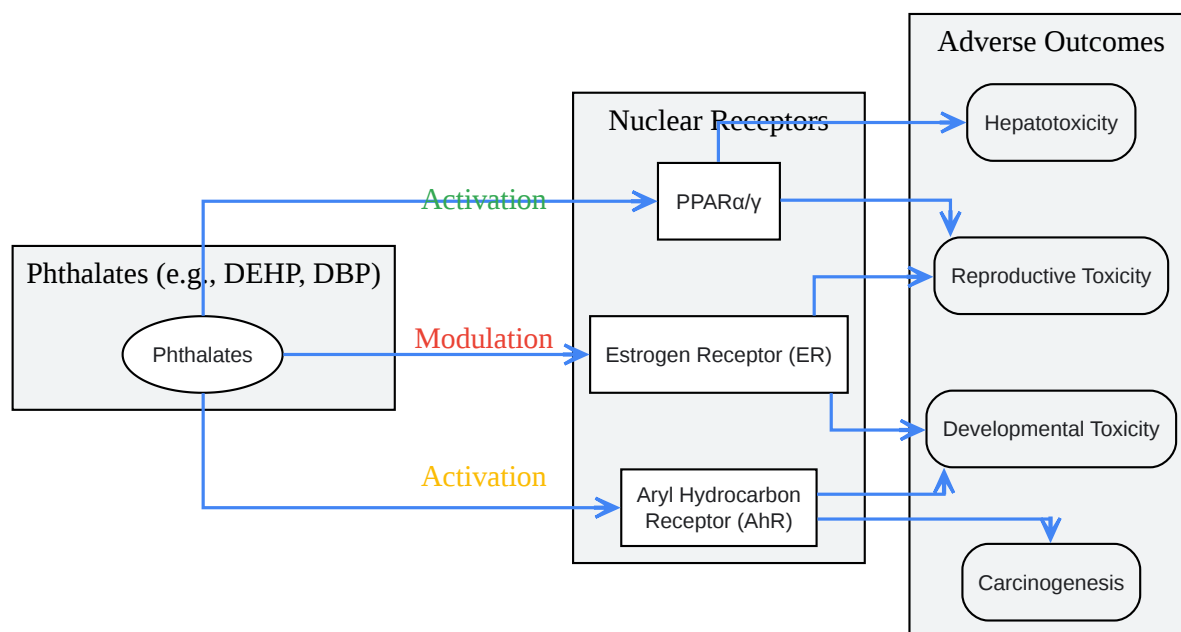 Adverse Outcomes
Hepatotoxicity
Nuclear Receptors
Activation
PPARα/γ
Phthalates (e.g., DEHP, DBP)
Reproductive Toxicity
Modulation
Phthalates
Estrogen Receptor (ER)
Developmental Toxicity
Activation
Aryl Hydrocarbon
Receptor (AhR)
Carcinogenesis